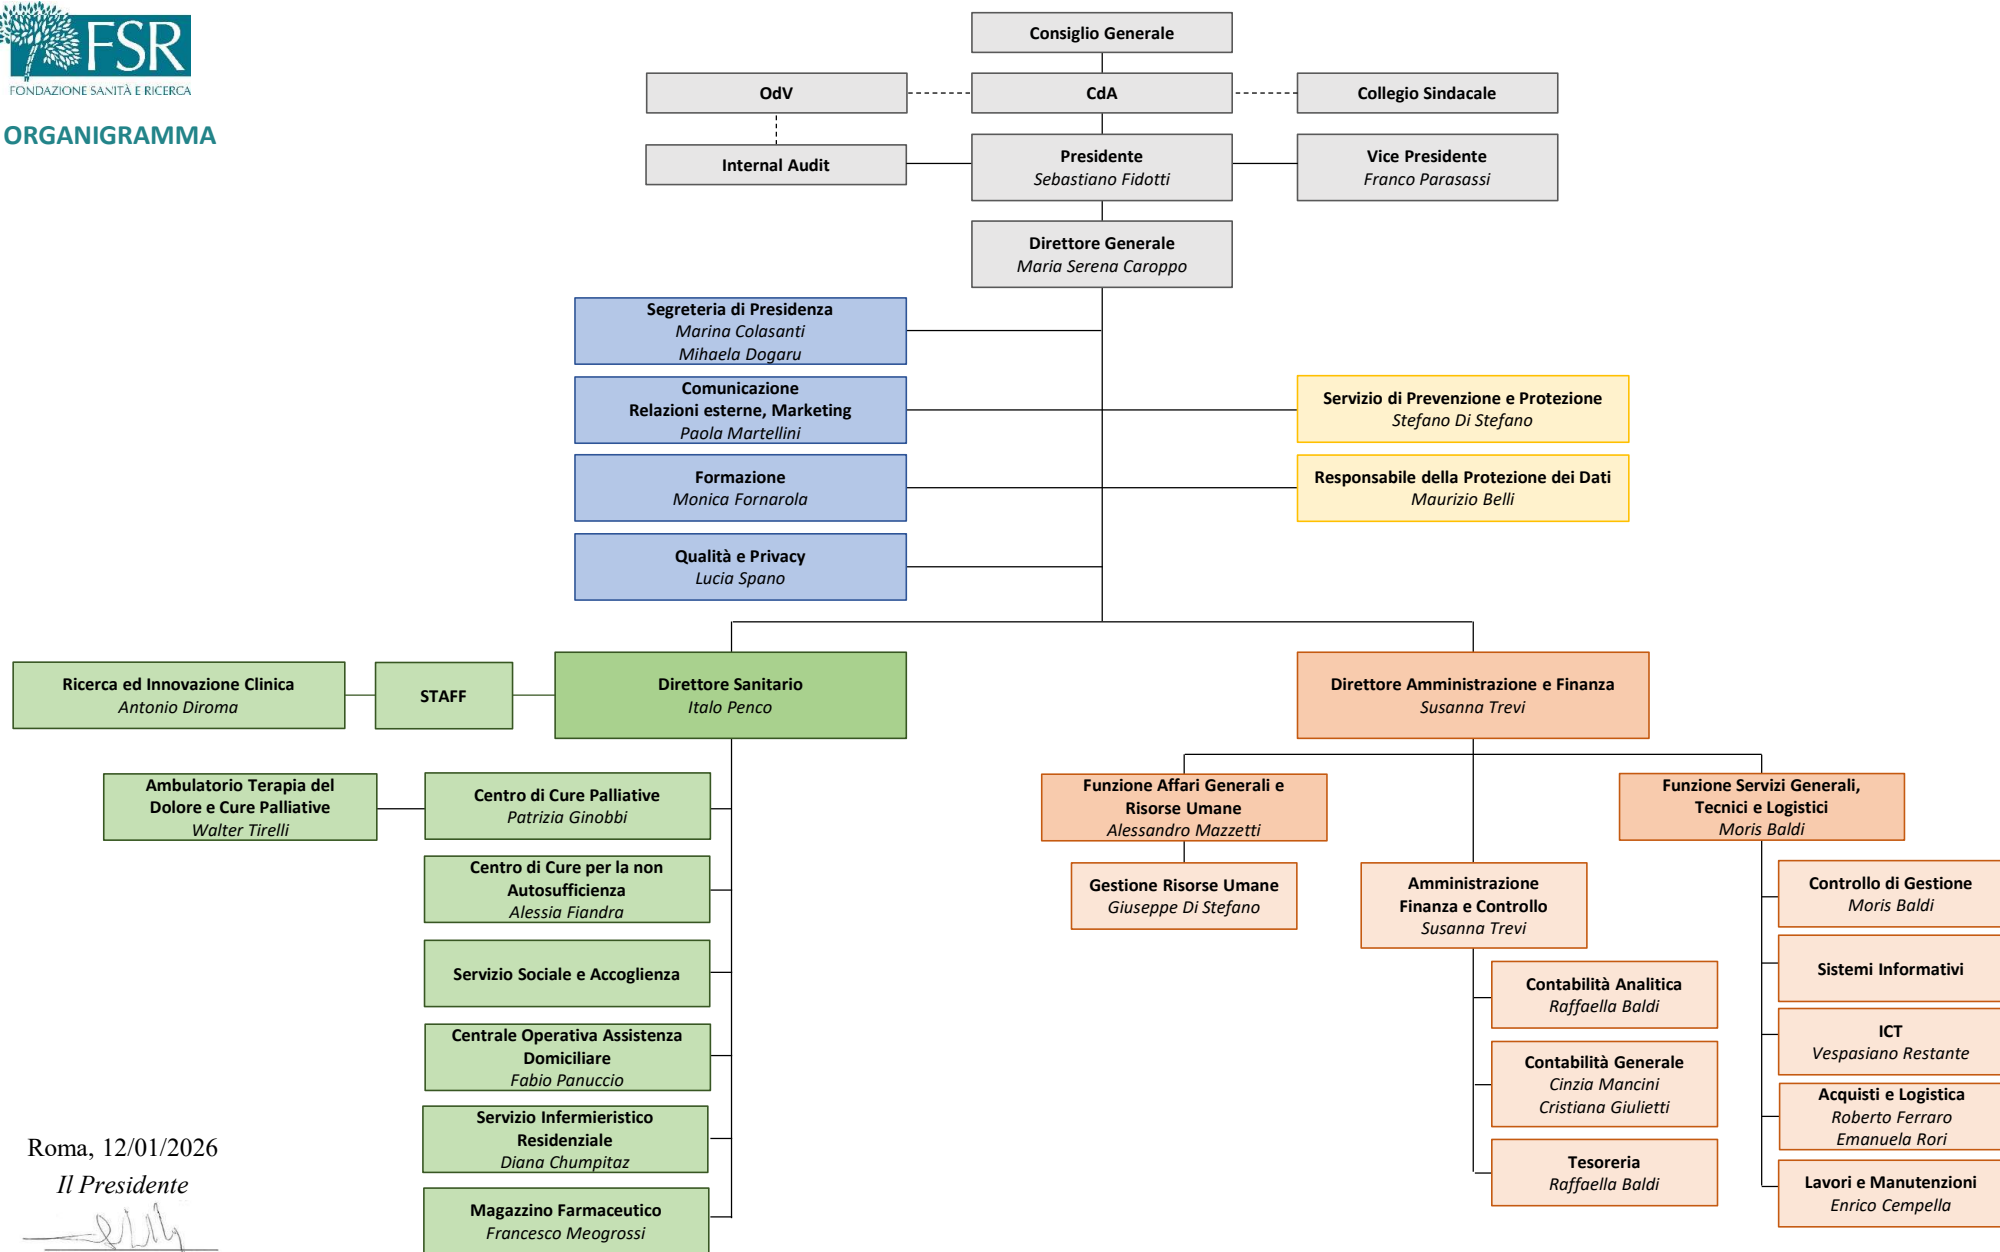 FSR
FONDAZIONE SANITÀ E RICERCA
ORGANIGRAMMA
Consiglio Generale
OdV
CdA
Collegio Sindacale
Internal Audit
Presidente
Sebastiano Fidotti
Vice Presidente
Franco Parasassi
Direttore Generale
Maria Serena Caroppo
Segreteria di Presidenza
Marina Colasanti
Mihaela Dogaru
Comunicazione
Relazioni esterne, Marketing
Paola Martellini
Servizio di Prevenzione e Protezione
Stefano Di Stefano
Formazione
Monica Fornarola
Responsabile della Protezione dei Dati
Maurizio Belli
Qualità e Privacy
Lucia Spano
Ricerca ed Innovazione Clinica
Antonio Diroma
STAFF
Direttore Sanitario
Italo Penco
Direttore Amministrazione e Finanza
Susanna Trevi
Ambulatorio Terapia del
Dolore e Cure Palliative
Walter Tirelli
Centro di Cure Palliative
Patrizia Ginobbi
Centro di Cure per la non
Autosufficienza
Alessia Fiandra
Servizio Sociale e Accoglienza
Centrale Operativa Assistenza
Domiciliare
Fabio Panuccio
Servizio Infermieristico
Residenziale
Diana Chumpitaz
Magazzino Farmaceutico
Francesco Meogrossi
Funzione Affari Generali e
Risorse Umane
Alessandro Mazzetti
Gestione Risorse Umane
Giuseppe Di Stefano
Amministrazione
Finanza e Controllo
Susanna Trevi
Contabilità Analitica
Raffaella Baldi
Contabilità Generale
Cinzia Mancini
Cristiana Giulietti
Tesoreria
Raffaella Baldi
Funzione Servizi Generali,
Tecnici e Logistici
Moris Baldi
Controllo di Gestione
Moris Baldi
Sistemi Informativi
ICT
Vespasiano Restante
Acquisti e Logistica
Roberto Ferraro
Emanuela Rori
Lavori e Manutenzioni
Enrico Cempella
Roma, 12/01/2026
Il Presidente